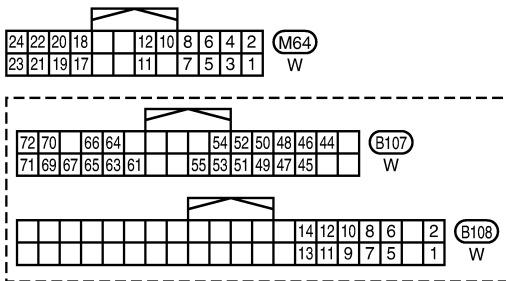 24 22 20 18 12 10 8 6 4 2 M64
23 21 19 17 11 7 5 3 1 W
72 70 66 64 54 52 50 48 46 44 B107
71 69 67 65 63 61 55 53 51 49 47 45 W
14 12 10 8 6 2 B108
13 11 9 7 5 1 W